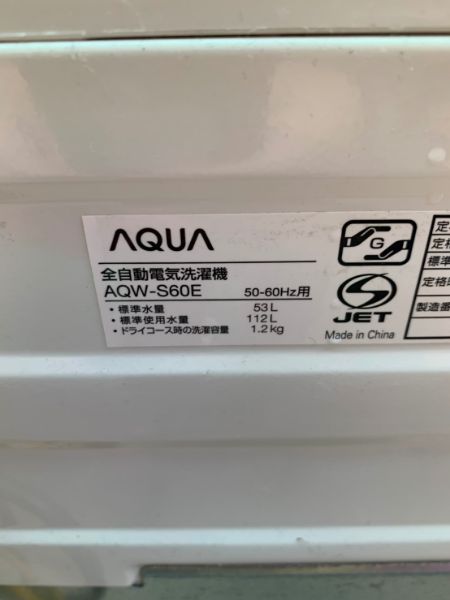 AQUA
全自動電気洗濯機
AQW-S60E 50-60Hz用
・標準水量 53L
・標準使用水量 112L
・ドライコース時の洗濯容量 1.2kg
G
S
JET
Made in China
定
定格
標準
定格
製造番